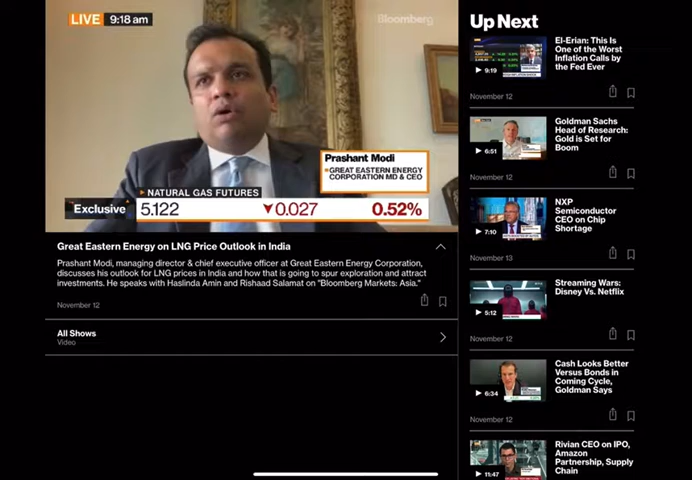 LIVE 9:18 am
Bloomberg
Prashant Modi
GREAT EASTERN ENERGY
CORPORATION MD & CEO
NATURAL GAS FUTURES
Exclusive 5.122 ▼0.027 0.52%
Great Eastern Energy on LNG Price Outlook in India
Prashant Modi, managing director & chief executive officer at Great Eastern Energy Corporation,
discusses his outlook for LNG prices in India and how that is going to spur exploration and attract
investments. He speaks with Haslinda Amin and Rishaad Salamat on "Bloomberg Markets: Asia."
November 12
All Shows
Video
Up Next
9:19
El-Erian: This Is
One of the Worst
Inflation Calls by
the Fed Ever
November 12
6:51
Goldman Sachs
Head of Research:
Gold is Set for
Boom
November 12
7:10
NXP
Semiconductor
CEO on Chip
Shortage
November 13
5:12
Streaming Wars:
Disney Vs. Netflix
November 12
6:34
Cash Looks Better
Versus Bonds in
Coming Cycle,
Goldman Says
November 12
11:47
Rivian CEO on IPO,
Amazon
Partnership, Supply
Chain